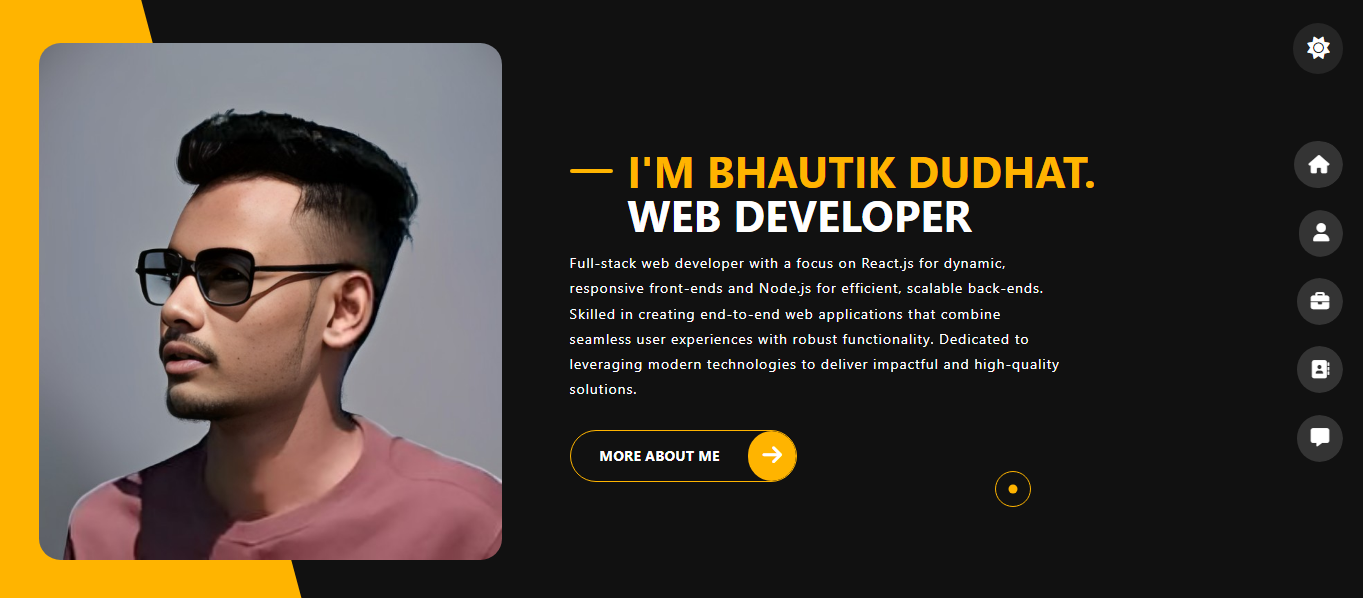 I'M BHAUTIK DUDHAT.
WEB DEVELOPER
Full-stack web developer with a focus on React.js for dynamic,
responsive front-ends and Node.js for efficient, scalable back-ends.
Skilled in creating end-to-end web applications that combine
seamless user experiences with robust functionality. Dedicated to
leveraging modern technologies to deliver impactful and high-quality
solutions.
MORE ABOUT ME